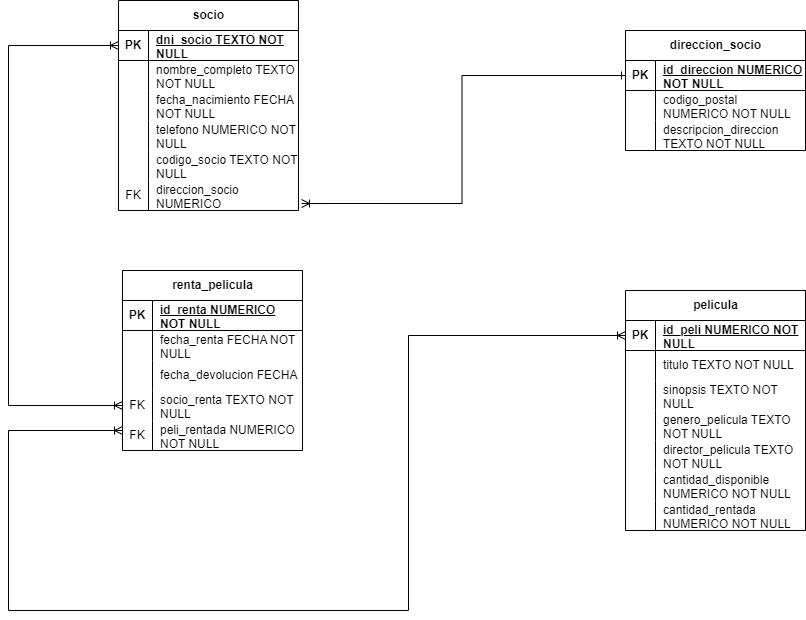 socio
PK
dni_socio TEXTO NOT
NULL
nombre_completo TEXTO
NOT NULL
fecha_nacimiento FECHA
NOT NULL
telefono NUMERICO NOT
NULL
codigo_socio TEXTO NOT
NULL
FK
direccion_socio
NUMERICO
direccion_socio
PK
id_direccion NUMERICO
NOT NULL
codigo_postal
NUMERICO NOT NULL
descripcion_direccion
TEXTO NOT NULL
renta_pelicula
PK
id_renta NUMERICO
NOT NULL
fecha_renta FECHA NOT
NULL
fecha_devolucion FECHA
FK
socio_renta TEXTO NOT
NULL
FK
peli_rentada NUMERICO
NOT NULL
pelicula
PK
id_peli NUMERICO NOT
NULL
titulo TEXTO NOT NULL
sinopsis TEXTO NOT
NULL
genero_pelicula TEXTO
NOT NULL
director_pelicula TEXTO
NOT NULL
cantidad_disponible
NUMERICO NOT NULL
cantidad_rentada
NUMERICO NOT NULL